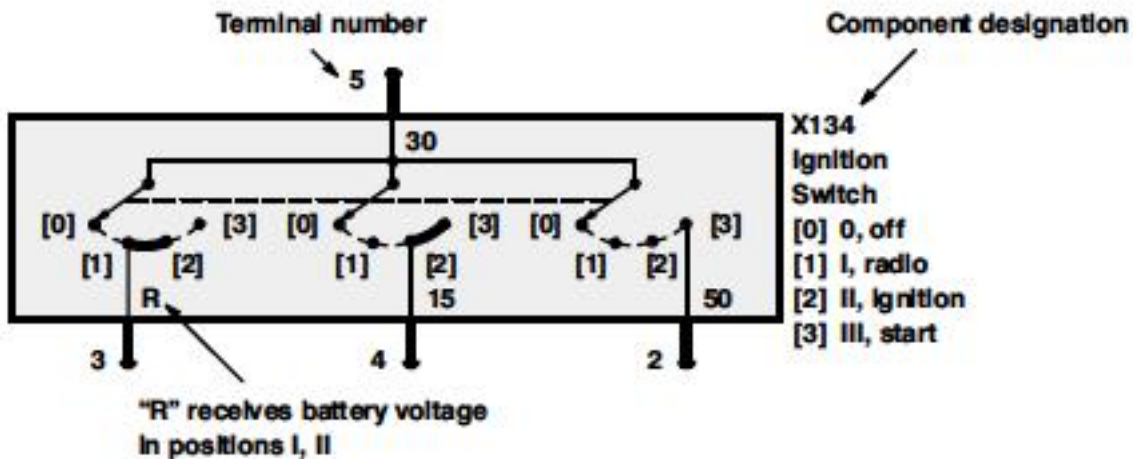 Terminal number
Component designation
5
30
X134
Ignition
Switch
[0] 0, off
[1] I, radio
[2] II, Ignition
[3] III, start
[0] [3] [0] [3] [0] [3]
[1] [2] [1] [2] [1] [2]
R 15 50
3 4 2
“R” receives battery voltage
In positions I, II